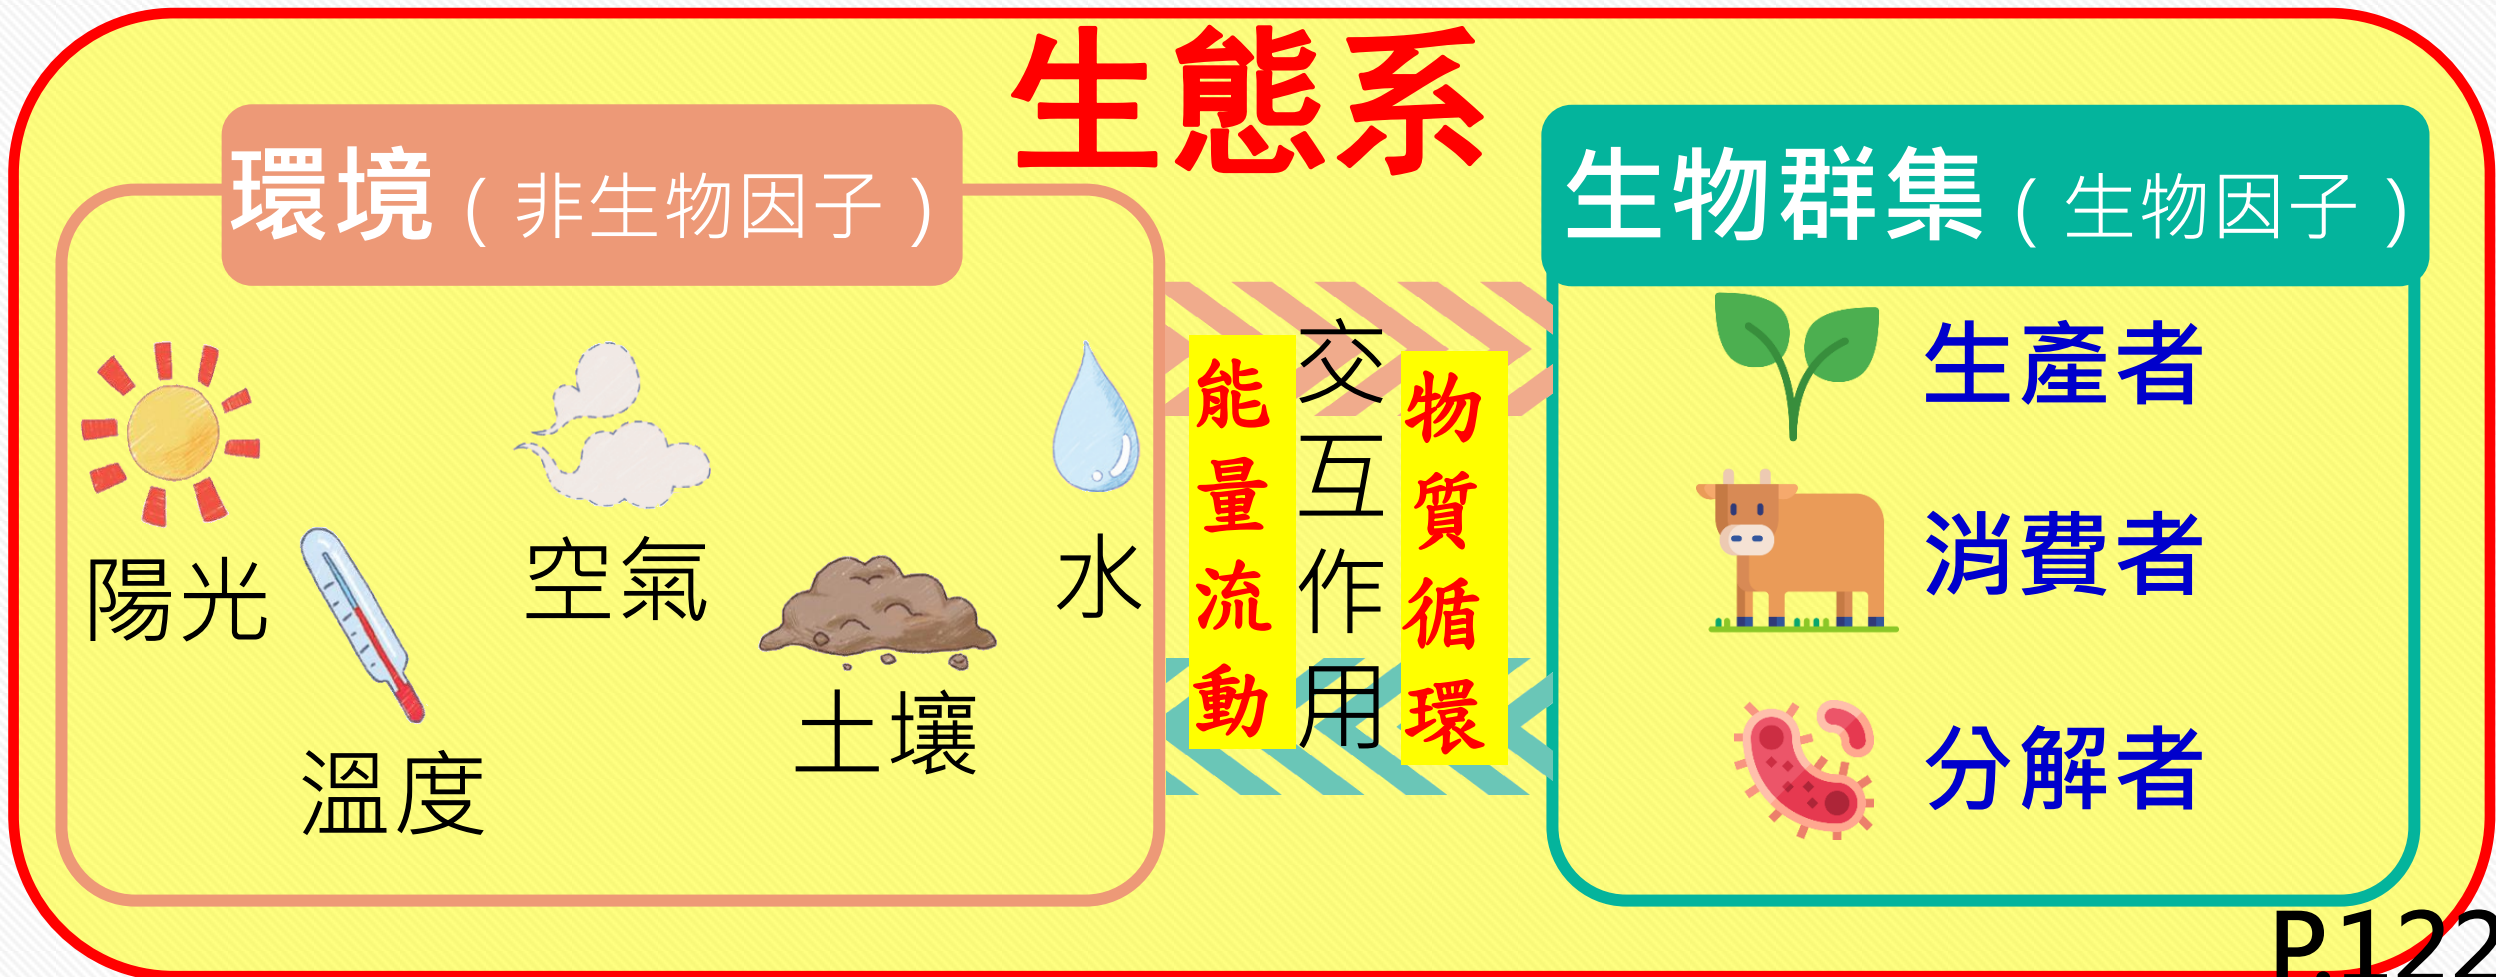 生態系
環境(非生物因子)
陽光
溫度
空氣
土壤
水
能量流動
交互作用
物質循環
生物群集(生物因子)
生產者
消費者
分解者
P.122